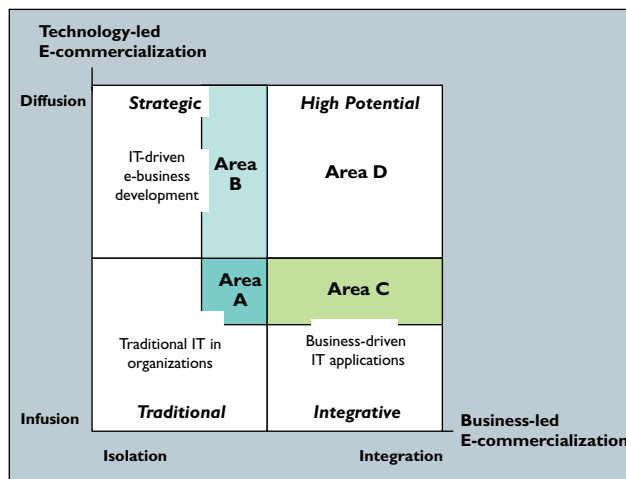 Technology-led
E-commercialization
Diffusion
Strategic
High Potential
IT-driven
e-business
development
Area
B
Area D
Area
A
Area C
Traditional IT in
organizations
Business-driven
IT applications
Infusion
Traditional
Integrative
Business-led
E-commercialization
Isolation
Integration